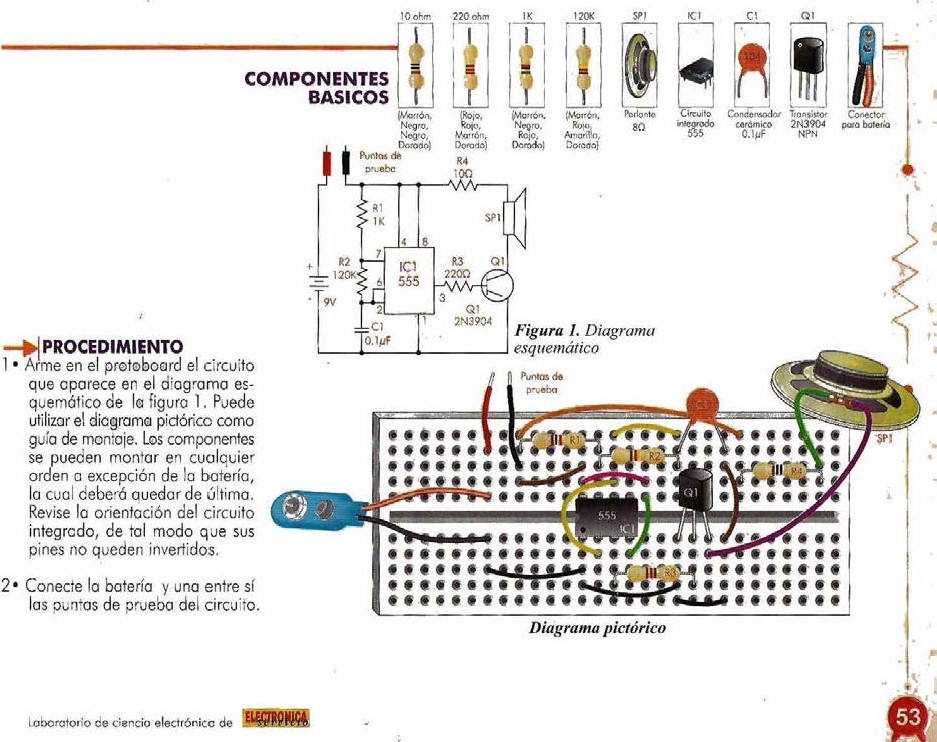 10 ohm 220 ohm 1K 120K SP1 IC1 C1 Q1
COMPONENTES
BASICOS
104
(Marrón,
Negro,
Negro,
Dorado)
(Rojo,
Rojo,
Marrón,
Dorado)
(Marrón,
Negro,
Rojo,
Dorado)
(Marrón,
Rojo,
Amarillo,
Dorado)
Parlante
8Ω
Circuito
integrado
555
Condensador
cerámico
0.1µF
Transistor
2N3904
NPN
Conector
para batería
Puntas de
prueba
R4
10Ω
R1
1K
SP1
4 8
7
R2
120K
IC1
555
R3
220Ω
Q1
6
3
2
+
-
9V
1
Q1
2N3904
C1
0.1µF
Figura 1. Diagrama
esquemático
PROCEDIMIENTO
1• Arme en el protoboard el circuito
que aparece en el diagrama es-
quemático de la figura 1. Puede
utilizar el diagrama pictórico como
guía de montaje. Los componentes
se pueden montar en cualquier
orden a excepción de la batería,
la cual deberá quedar de última.
Revise la orientación del circuito
integrado, de tal modo que sus
pines no queden invertidos.
2• Conecte la batería y una entre sí
las puntas de prueba del circuito.
Puntas de
prueba
R1
R2
R4
SP1
Q1
555
IC1
R3
Diagrama pictórico
Laboratorio de ciencia electrónica de ELECTRONICA
servicio
53